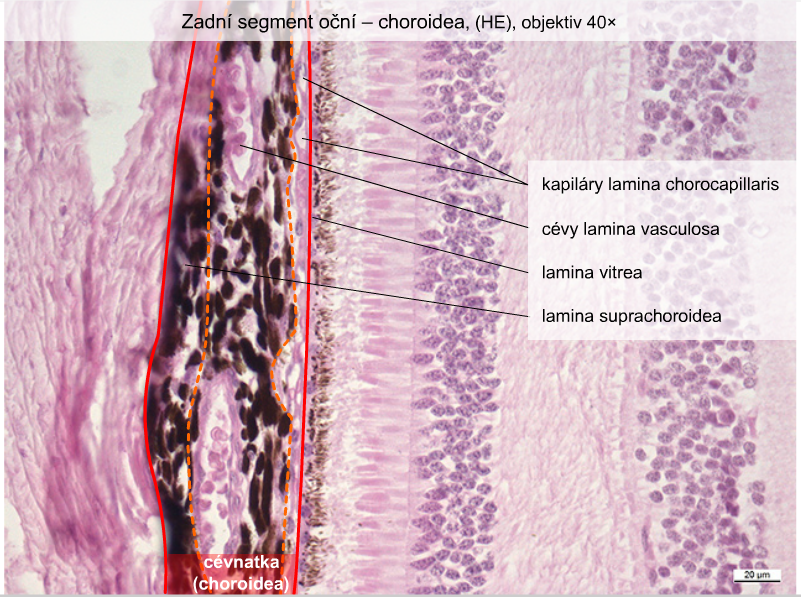 Zadní segment oční – choroidea, (HE), objektiv 40×
kapiláry lamina chorocapillaris
cévy lamina vasculosa
lamina vitrea
lamina suprachoroidea
cévnatka
(choroidea)
20 µm